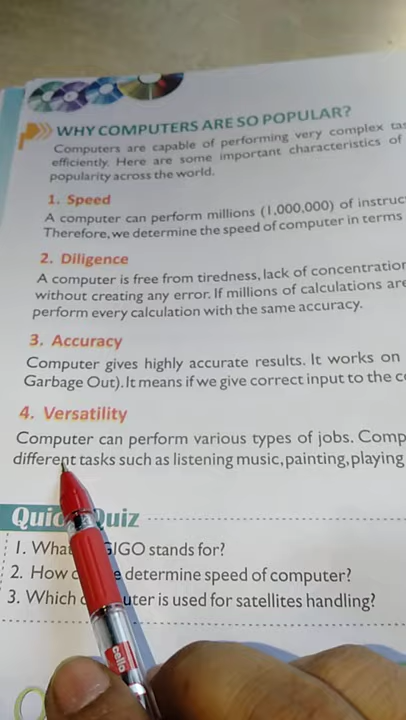 WHY COMPUTERS ARE SO POPULAR?
Computers are capable of performing very complex
efficiently. Here are some important characteristics of
popularity across the world.
1. Speed
A computer can perform millions (1,000,000) of
Therefore, we determine the speed of computer in terms
2. Diligence
A computer is free from tiredness, lack of
without creating any error. If millions of calculations
perform every calculation with the same accuracy.
3. Accuracy
Computer gives highly accurate results. It works on
Garbage Out). It means if we give correct input to the
4. Versatility
Computer can perform various types of jobs.
different tasks such as listening music, painting, playing
Quiz
1. GIGO stands for?
2. How determine speed of computer?
3. Which is used for satellites handling?
cello